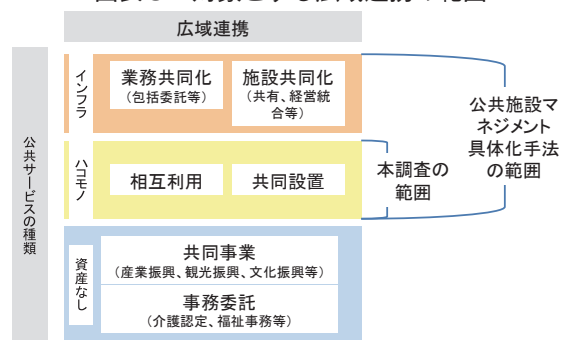 広域連携
公共サービスの種類
インフラ
業務共同化
（包括委託等）
施設共同化
（共有、経営統
合等）
ハコモノ
相互利用
共同設置
資産なし
共同事業
（産業振興、観光振興、文化振興等）
事務委託
（介護認定、福祉事務等）
本調査の
範囲
公共施設マ
ネジメント
具体化手法
の範囲